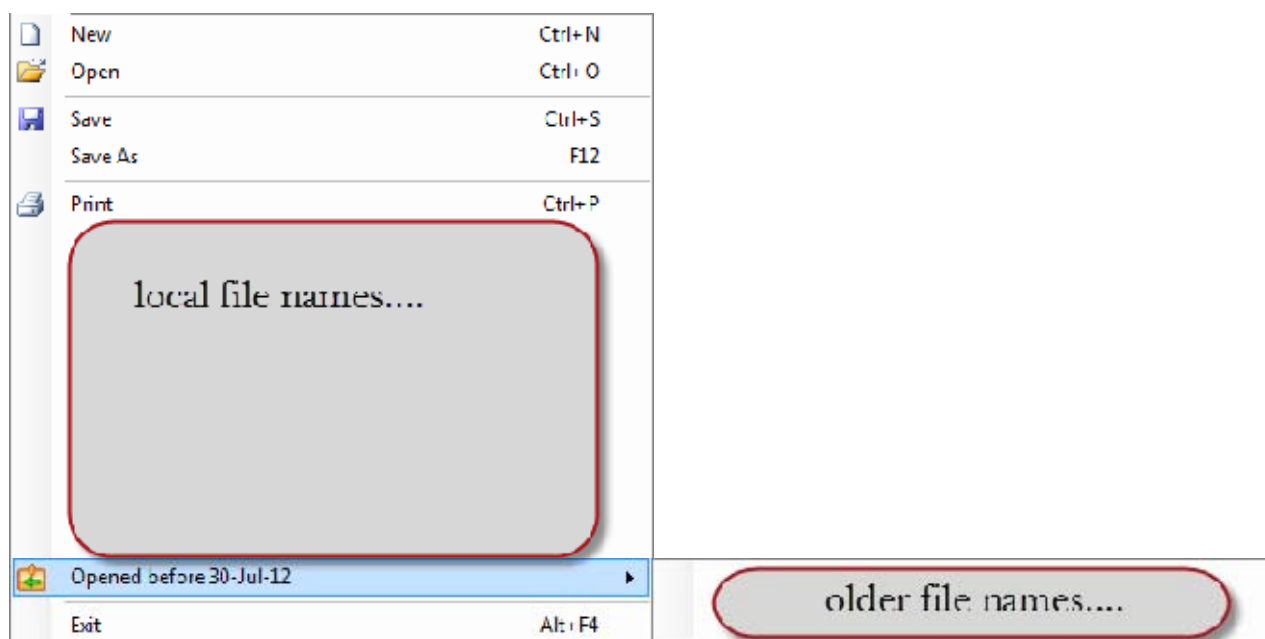 New Ctrl+N
Open Ctrl+O
Save Ctrl+S
Save As F12
Print Ctrl+P
local file names....
Opened before 30-Jul-12
older file names....
Exit Alt+F4